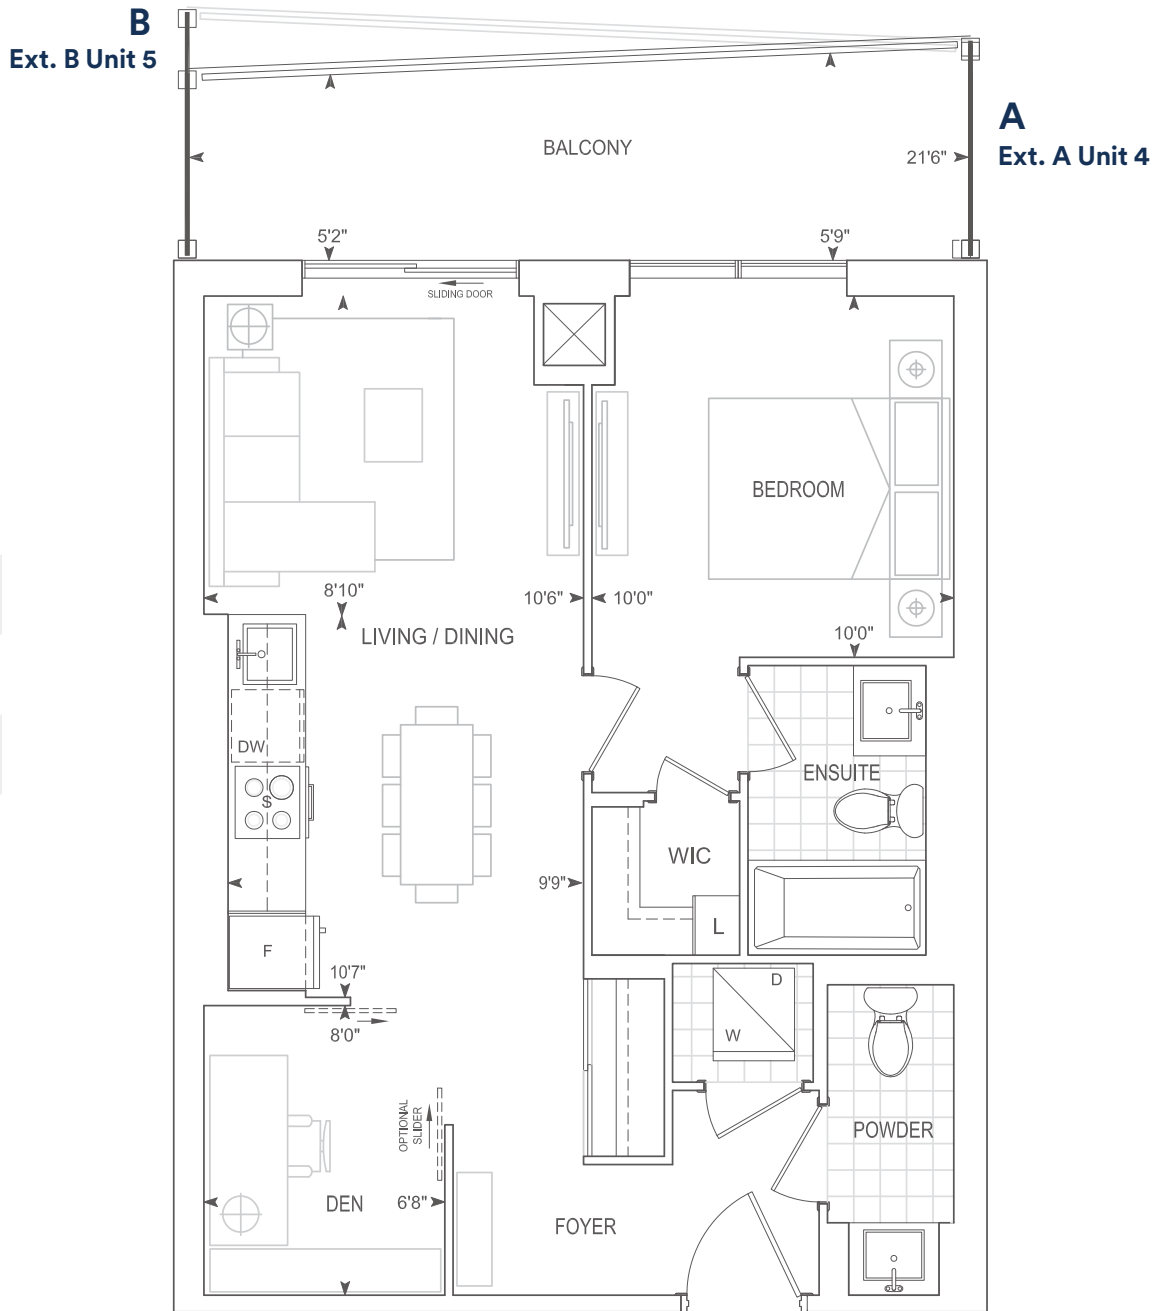 B
Ext. B Unit 5
A
Ext. A Unit 4
BALCONY
21'6"
5'2"
5'9"
SLIDING DOOR
BEDROOM
8'10"
10'6"
10'0"
LIVING / DINING
10'0"
DW
ENSUITE
S
WIC
9'9"
L
F
10'7"
D
8'0"
W
OPTIONAL
SLIDER
POWDER
DEN
6'8"
FOYER